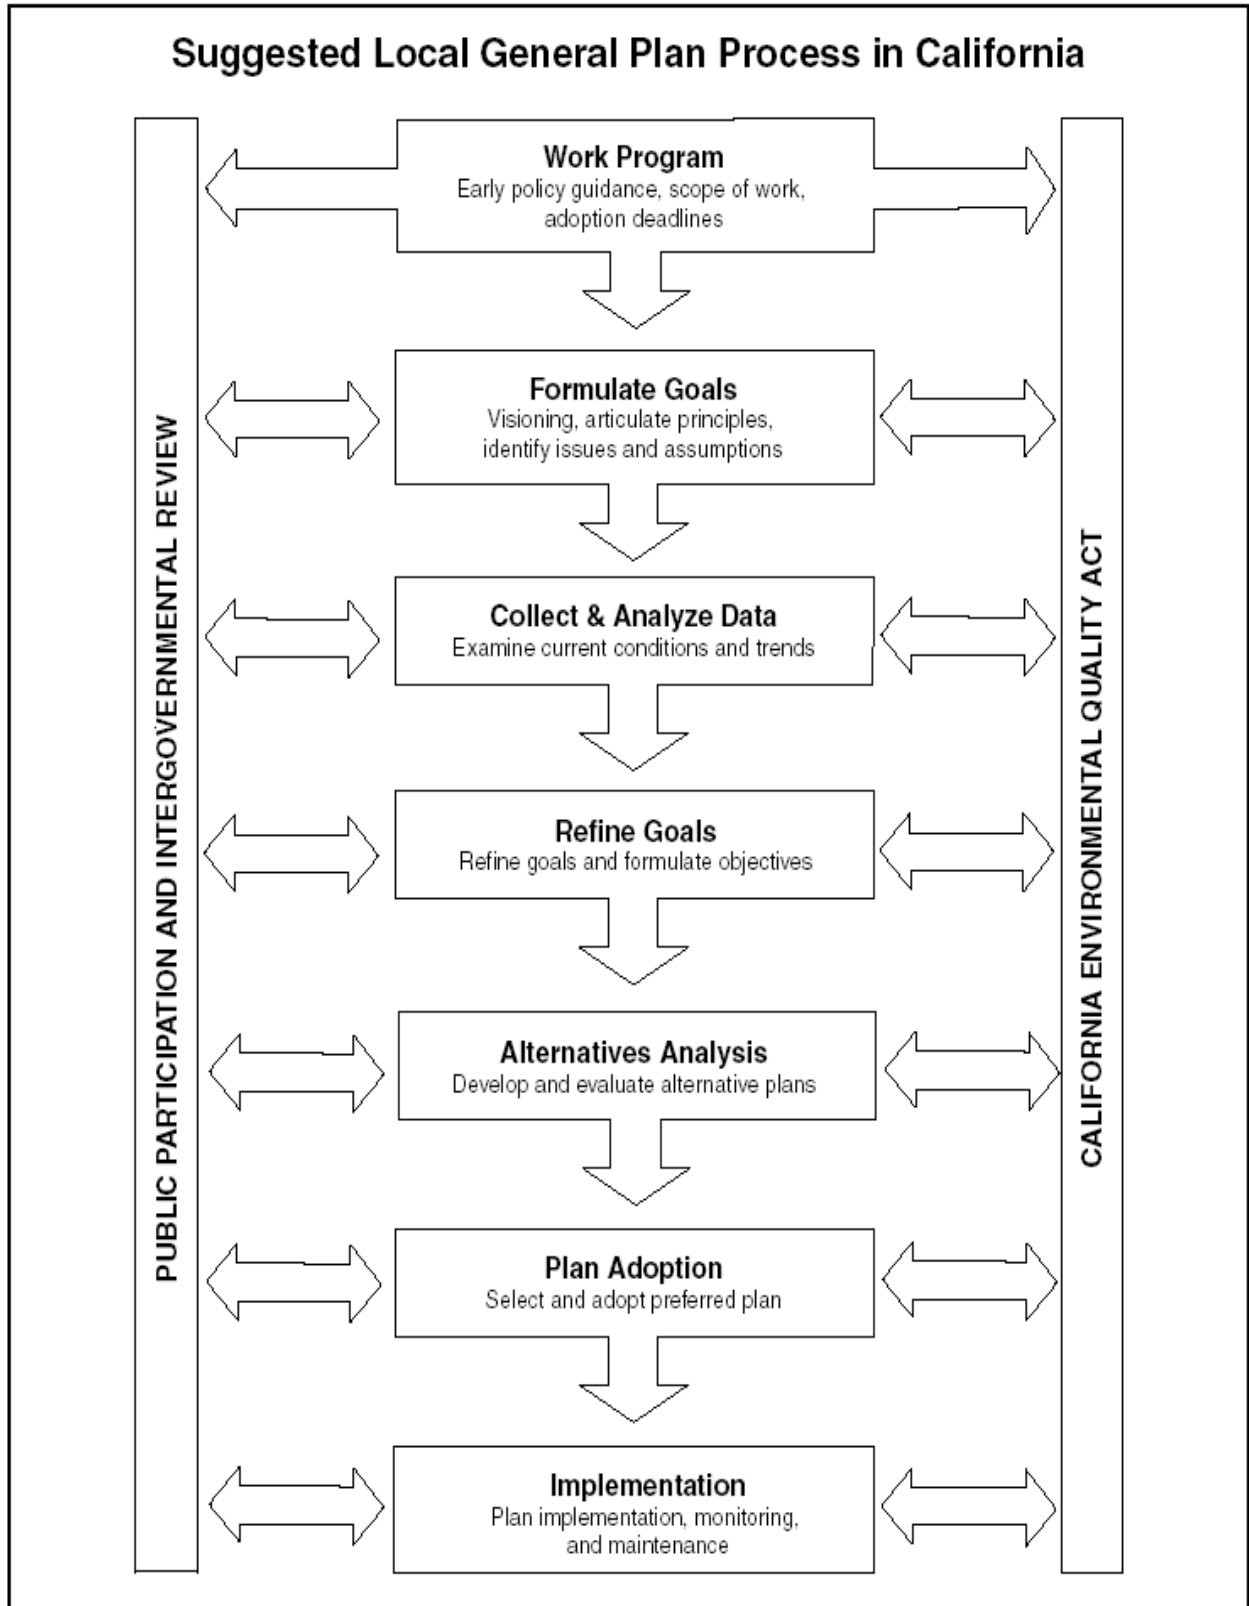 Suggested Local General Plan Process in California
PUBLIC PARTICIPATION AND INTERGOVERNMENTAL REVIEW
Work Program
Early policy guidance, scope of work,
adoption deadlines
Formulate Goals
Visioning, articulate principles,
identify issues and assumptions
Collect & Analyze Data
Examine current conditions and trends
Refine Goals
Refine goals and formulate objectives
Alternatives Analysis
Develop and evaluate alternative plans
Plan Adoption
Select and adopt preferred plan
Implementation
Plan implementation, monitoring,
and maintenance
CALIFORNIA ENVIRONMENTAL QUALITY ACT